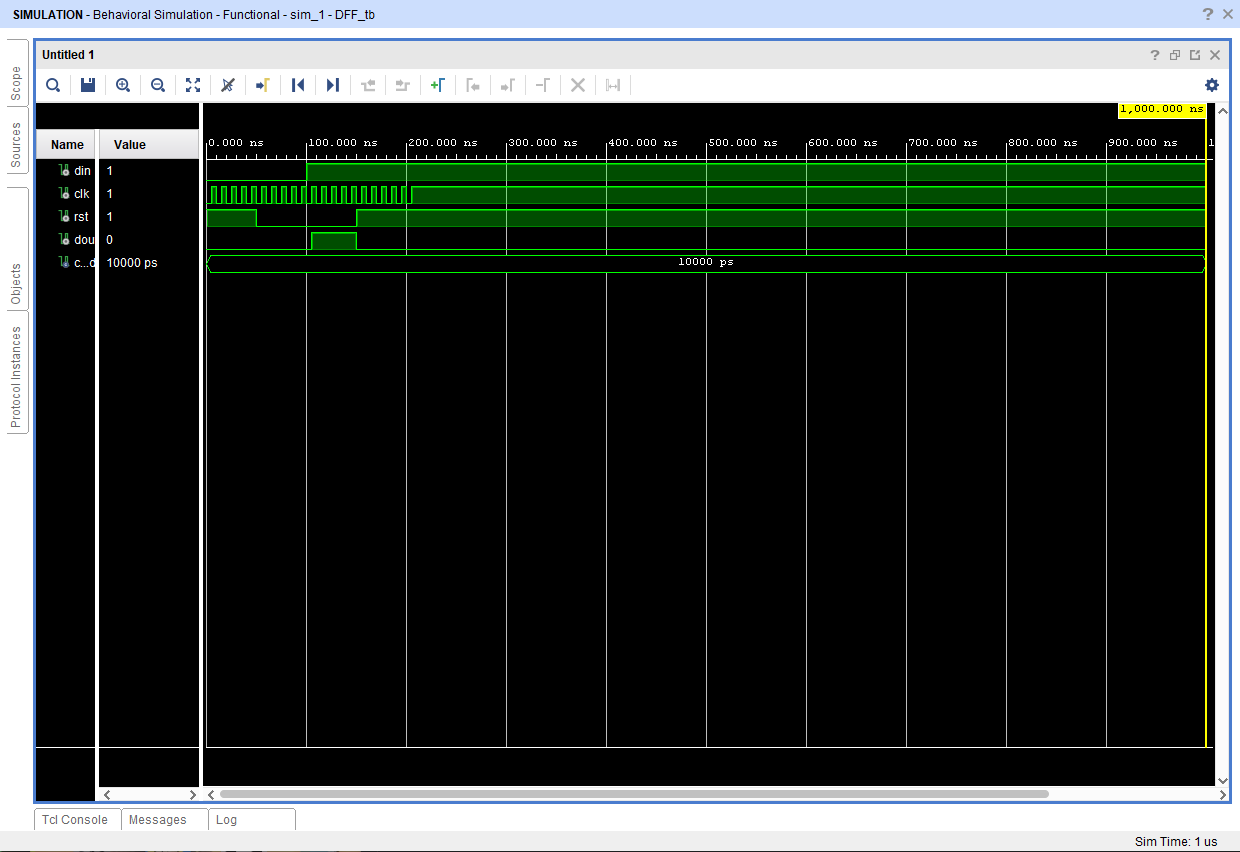 SIMULATION - Behavioral Simulation - Functional - sim_1 - DFF_tb
? ×
Scope
Sources
Objects
Protocol Instances
Untitled 1
1,000.000 ns
Name Value
0.000 ns 100.000 ns 200.000 ns 300.000 ns 400.000 ns 500.000 ns 600.000 ns 700.000 ns 800.000 ns 900.000 ns 1
din 1
clk 1
rst 1
dou 0
c...d 10000 ps 10000 ps
Tcl Console Messages Log
Sim Time: 1 us